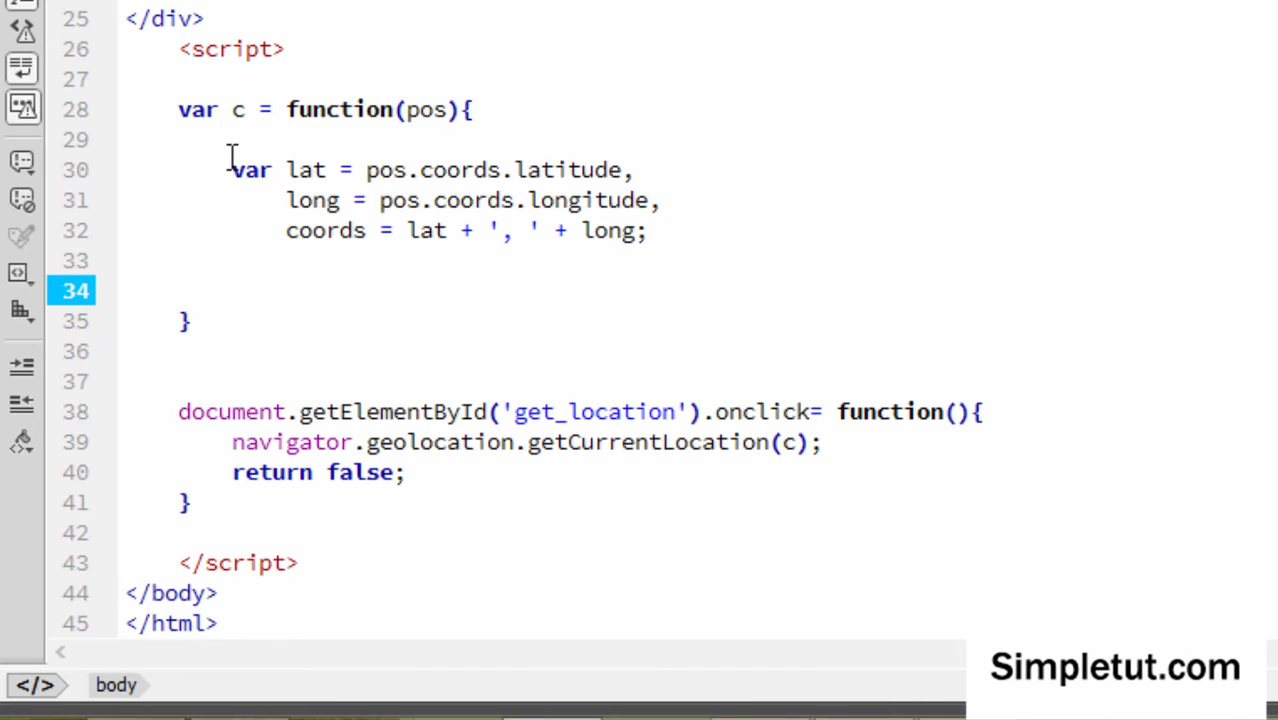 25 </div>
26 <script>
27
28 var c = function(pos){
29
30 var lat = pos.coords.latitude,
31 long = pos.coords.longitude,
32 coords = lat + ', ' + long;
33
34
35 }
36
37
38 document.getElementById('get_location').onclick= function(){
39 navigator.geolocation.getCurrentLocation(c);
40 return false;
41 }
42
43 </script>
44 </body>
45 </html>
</> body
Simpletut.com